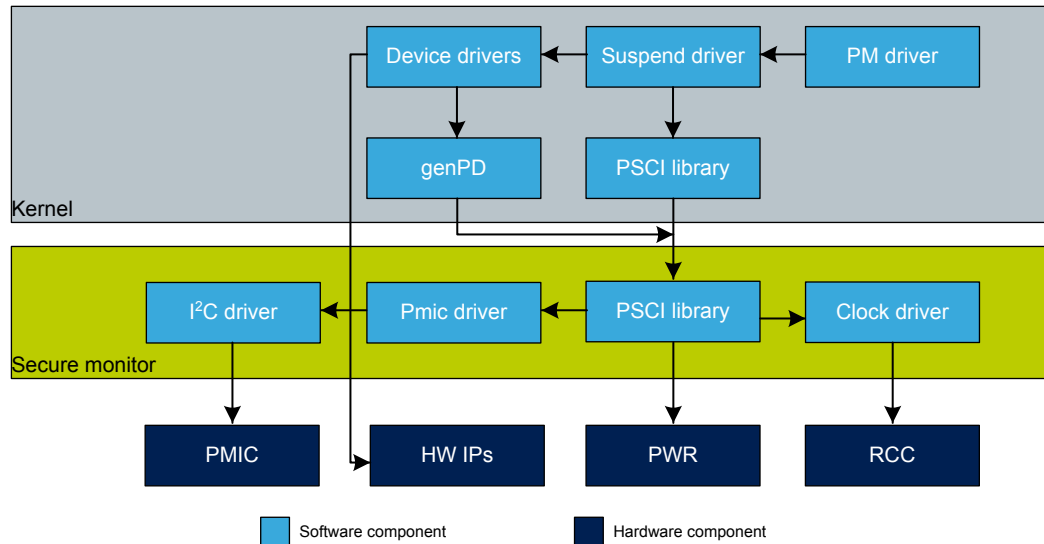 Device drivers
Suspend driver
PM driver
genPD
PSCI library
Kernel
I²C driver
Pmic driver
PSCI library
Clock driver
Secure monitor
PMIC
HW IPs
PWR
RCC
Software component
Hardware component